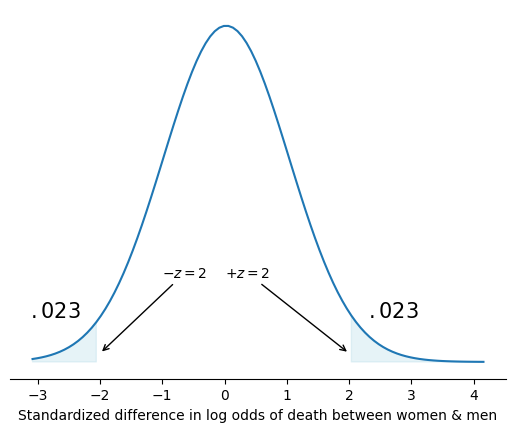 −z = 2 +z = 2
.023 .023
−3 −2 −1 0 1 2 3 4
Standardized difference in log odds of death between women & men